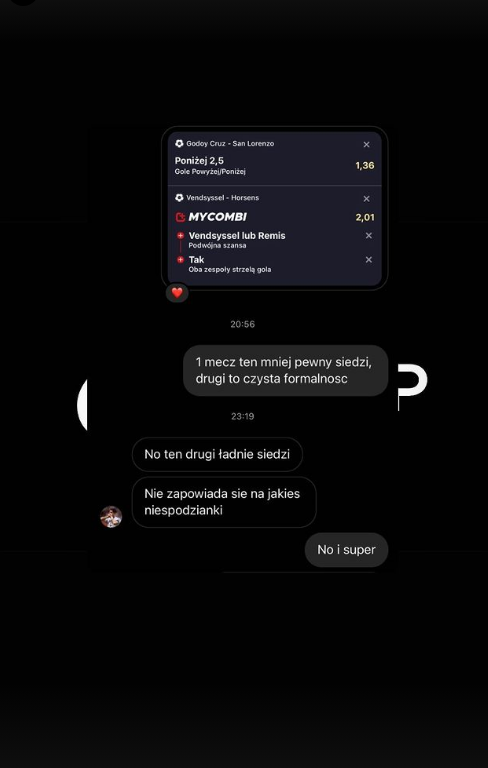 Godoy Cruz - San Lorenzo
Poniżej 2,5
1,36
Gole Powyżej/Poniżej
Vendsyssel - Horsens
MYCOMBI
2,01
Vendsyssel lub Remis
Podwójna szansa
Tak
Oba zespoły strzelą gola
20:56
1 mecz ten mniej pewny siedzi,
drugi to czysta formalnosc
23:19
No ten drugi ładnie siedzi
Nie zapowiada sie na jakies
niespodzianki
No i super